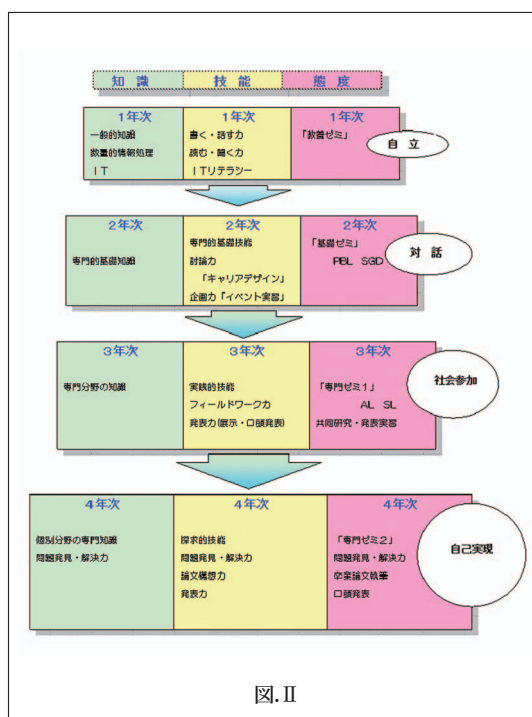 知 識 技 能 態 度
1年次 1年次 1年次
一般的知識 書く・話す力 「教養ゼミ」
数量的情報処理 読む・聞く力
IT ITリテラシー
自 立
2年次 2年次 2年次
専門的基礎技能 「基礎ゼミ」
専門的基礎知識 討論力 PBL SGD
「キャリアデザイン」
企画力「イベント実習」
対 話
3年次 3年次 3年次
専門分野の知識 実践的技能 「専門ゼミ1」
フィールドワーク力 AL SL
発表力(展示・口頭発表) 共同研究・発表実習
社会参加
4年次 4年次 4年次
個別分野の専門知識 探求的技能 「専門ゼミ2」
問題発見・解決力 問題発見・解決力 問題発見・解決力
論文構想力 卒業論文執筆
発表力 口頭発表
自己実現
図.Ⅱ